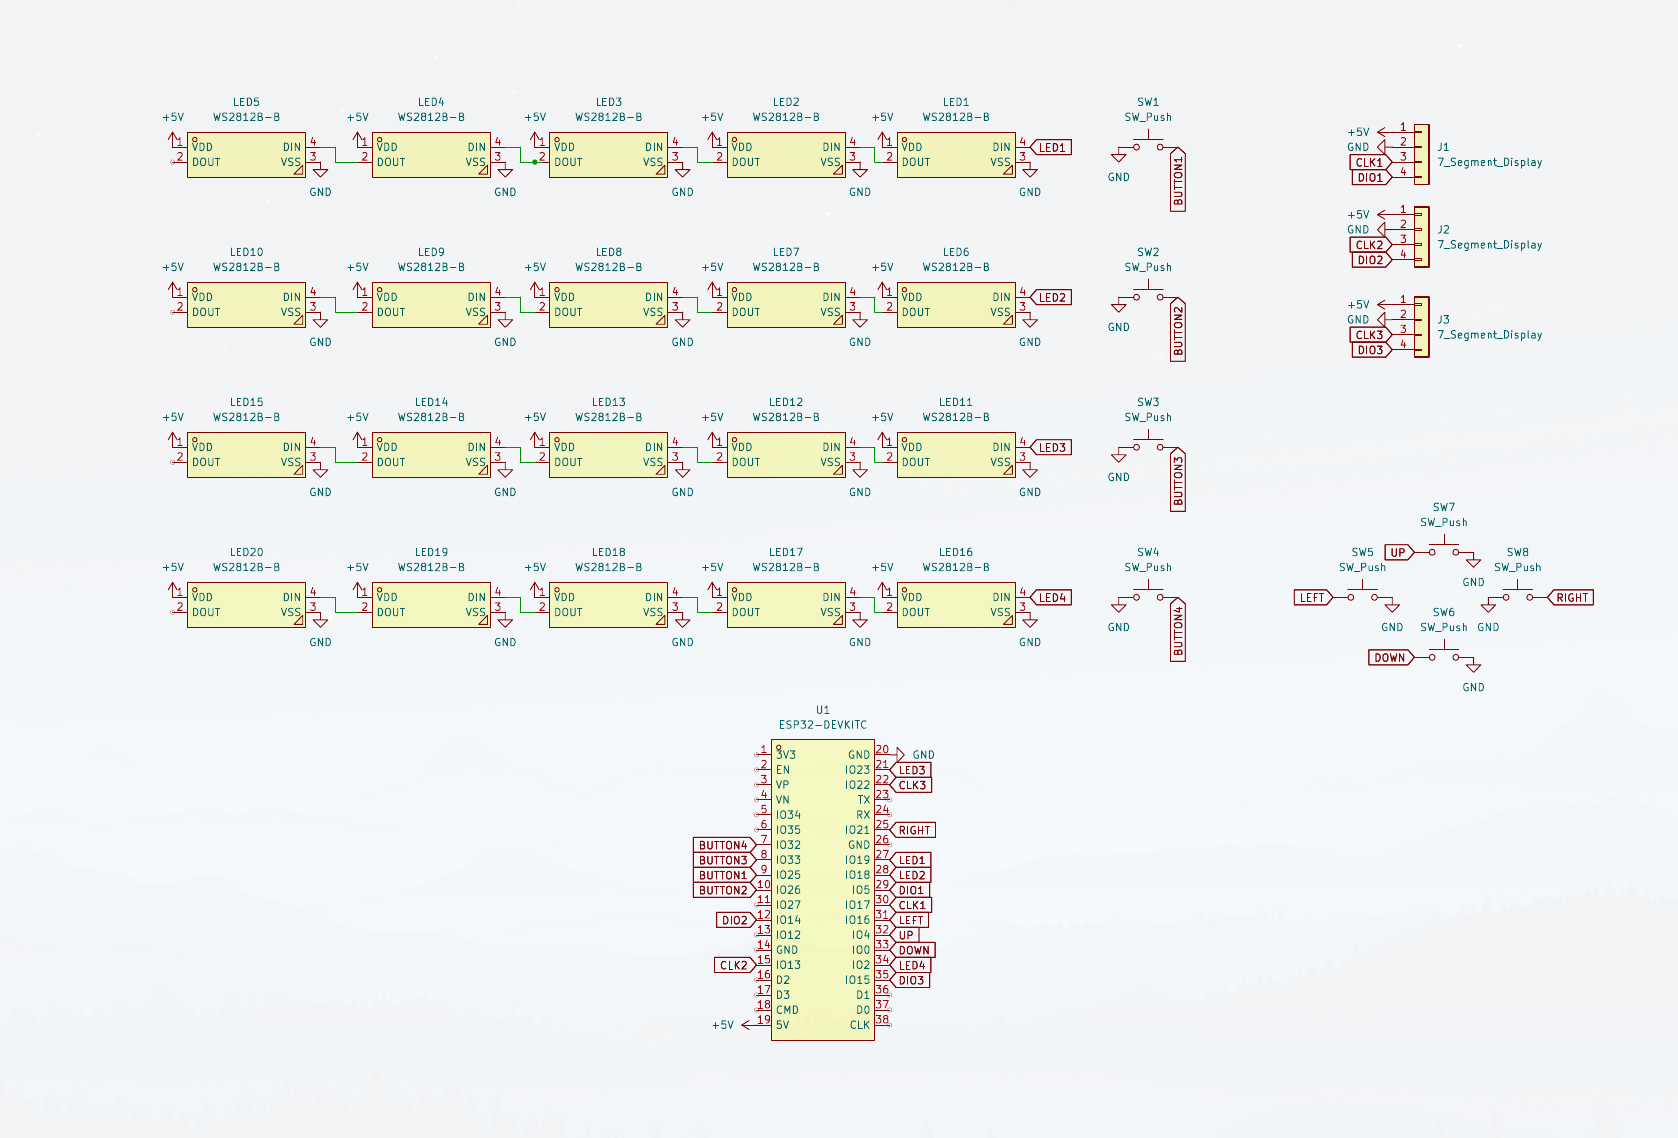 LED5 LED4 LED3 LED2 LED1 SW1
+5V WS2812B-B +5V WS2812B-B +5V WS2812B-B +5V WS2812B-B +5V WS2812B-B SW_Push
1 VDD DIN 4 1 VDD DIN 4 1 VDD DIN 4 1 VDD DIN 4 1 VDD DIN 4 LED1
2 DOUT VSS 3 2 DOUT VSS 3 2 DOUT VSS 3 2 DOUT VSS 3 2 DOUT VSS 3
GND GND GND GND GND GND BUTTON1
+5V 1
GND 2 J1
CLK1 3 7_Segment_Display
DIO1 4
+5V 1
GND 2 J2
CLK2 3 7_Segment_Display
DIO2 4
LED10 LED9 LED8 LED7 LED6 SW2
+5V WS2812B-B +5V WS2812B-B +5V WS2812B-B +5V WS2812B-B +5V WS2812B-B SW_Push
1 VDD DIN 4 1 VDD DIN 4 1 VDD DIN 4 1 VDD DIN 4 1 VDD DIN 4 LED2
2 DOUT VSS 3 2 DOUT VSS 3 2 DOUT VSS 3 2 DOUT VSS 3 2 DOUT VSS 3
GND GND GND GND GND GND BUTTON2
+5V 1
GND 2 J3
CLK3 3 7_Segment_Display
DIO3 4
LED15 LED14 LED13 LED12 LED11 SW3
+5V WS2812B-B +5V WS2812B-B +5V WS2812B-B +5V WS2812B-B +5V WS2812B-B SW_Push
1 VDD DIN 4 1 VDD DIN 4 1 VDD DIN 4 1 VDD DIN 4 1 VDD DIN 4 LED3
2 DOUT VSS 3 2 DOUT VSS 3 2 DOUT VSS 3 2 DOUT VSS 3 2 DOUT VSS 3
GND GND GND GND GND GND BUTTON3
LED20 LED19 LED18 LED17 LED16 SW4
+5V WS2812B-B +5V WS2812B-B +5V WS2812B-B +5V WS2812B-B +5V WS2812B-B SW_Push
1 VDD DIN 4 1 VDD DIN 4 1 VDD DIN 4 1 VDD DIN 4 1 VDD DIN 4 LED4
2 DOUT VSS 3 2 DOUT VSS 3 2 DOUT VSS 3 2 DOUT VSS 3 2 DOUT VSS 3
GND GND GND GND GND GND BUTTON4
SW7
SW_Push
UP
GND
SW5 SW8
SW_Push SW_Push
LEFT RIGHT
GND GND
SW6
SW_Push
DOWN
GND
U1
ESP32-DEVKITC
1 3V3 GND 20 GND
2 EN IO23 21 LED3
3 VP IO22 22 CLK3
4 VN TX 23
5 IO34 RX 24
6 IO35 IO21 25 RIGHT
BUTTON4 7 IO32 GND 26
BUTTON3 8 IO33 IO19 27 LED1
BUTTON1 9 IO25 IO18 28 LED2
BUTTON2 10 IO26 IO5 29 DIO1
11 IO27 IO17 30 CLK1
DIO2 12 IO14 IO16 31 LEFT
13 IO12 IO4 32 UP
14 GND IO0 33 DOWN
CLK2 15 IO13 IO2 34 LED4
16 D2 IO15 35 DIO3
17 D3 D1 36
18 CMD D0 37
+5V 19 5V CLK 38